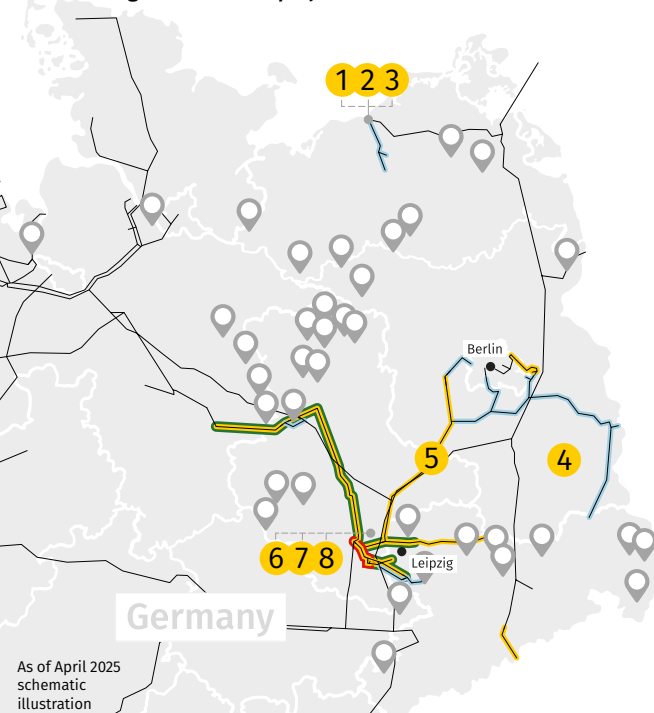 1 2 3
Berlin
5
4
6 7 8
Leipzig
Germany
As of April 2025
schematic
illustration